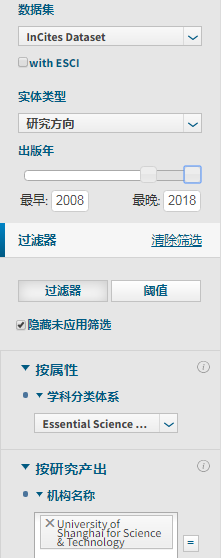 数据集
InCites Dataset
with ESCI
实体类型
研究方向
出版年
最早: 2008 最晚: 2018
过滤器 清除筛选
过滤器 阈值
隐藏未应用筛选
按属性
学科分类体系
Essential Science ...
按研究产出
机构名称
University of
Shanghai for Science
& Technology
=